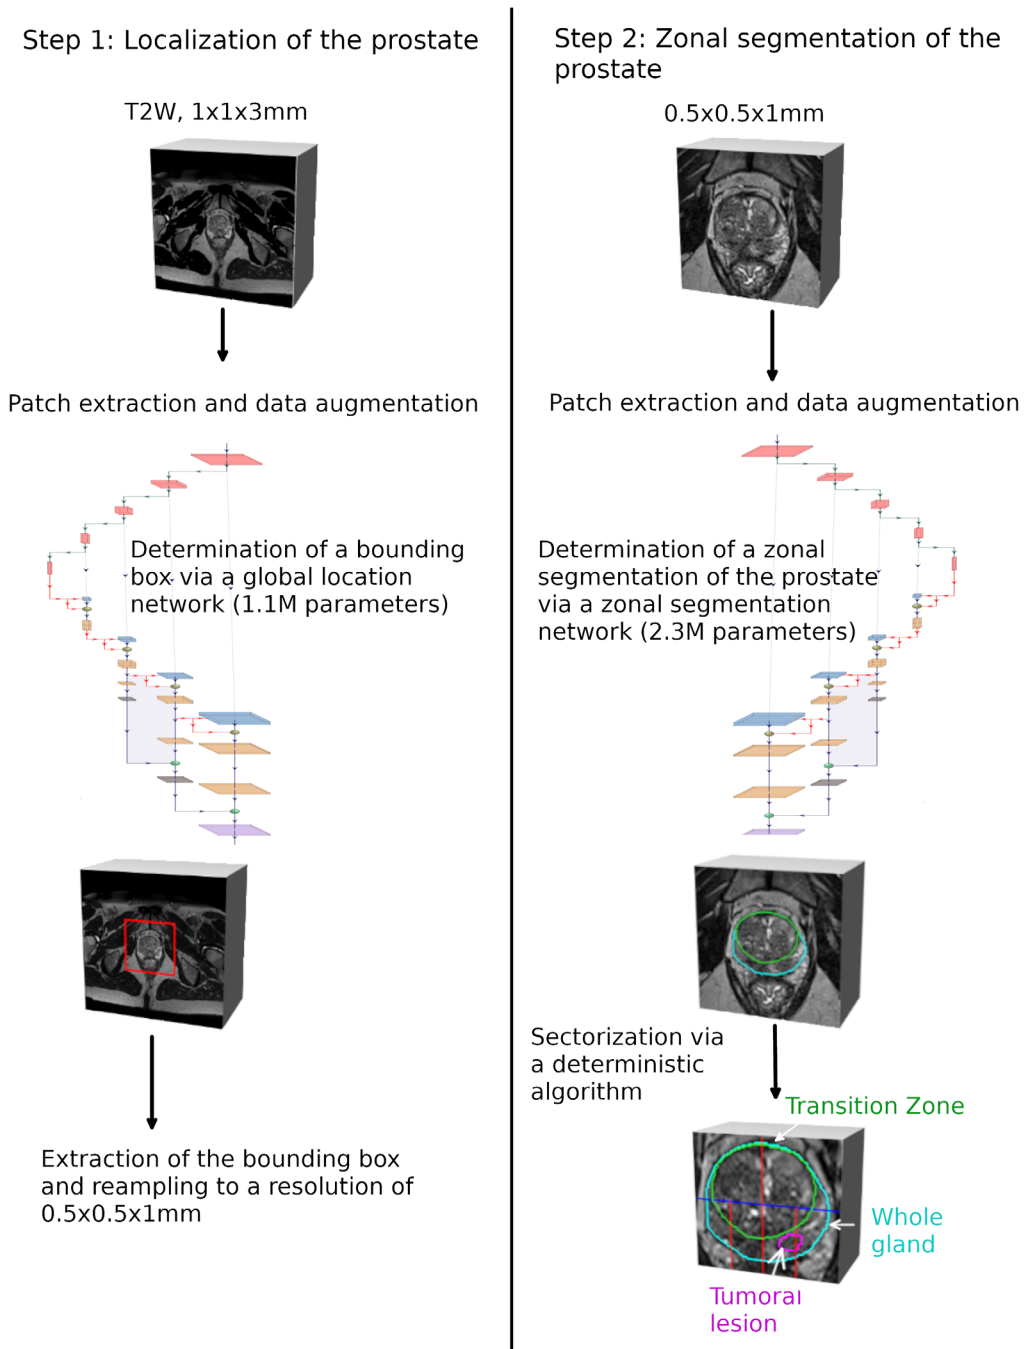 Step 1: Localization of the prostate
T2W, 1x1x3mm
Patch extraction and data augmentation
Determination of a bounding
box via a global location
network (1.1M parameters)
Extraction of the bounding box
and reampling to a resolution of
0.5x0.5x1mm
Step 2: Zonal segmentation of the
prostate
0.5x0.5x1mm
Patch extraction and data augmentation
Determination of a zonal
segmentation of the prostate
via a zonal segmentation
network (2.3M parameters)
Sectorization via
a deterministic
algorithm
Transition Zone
Whole
gland
Tumoral
lesion